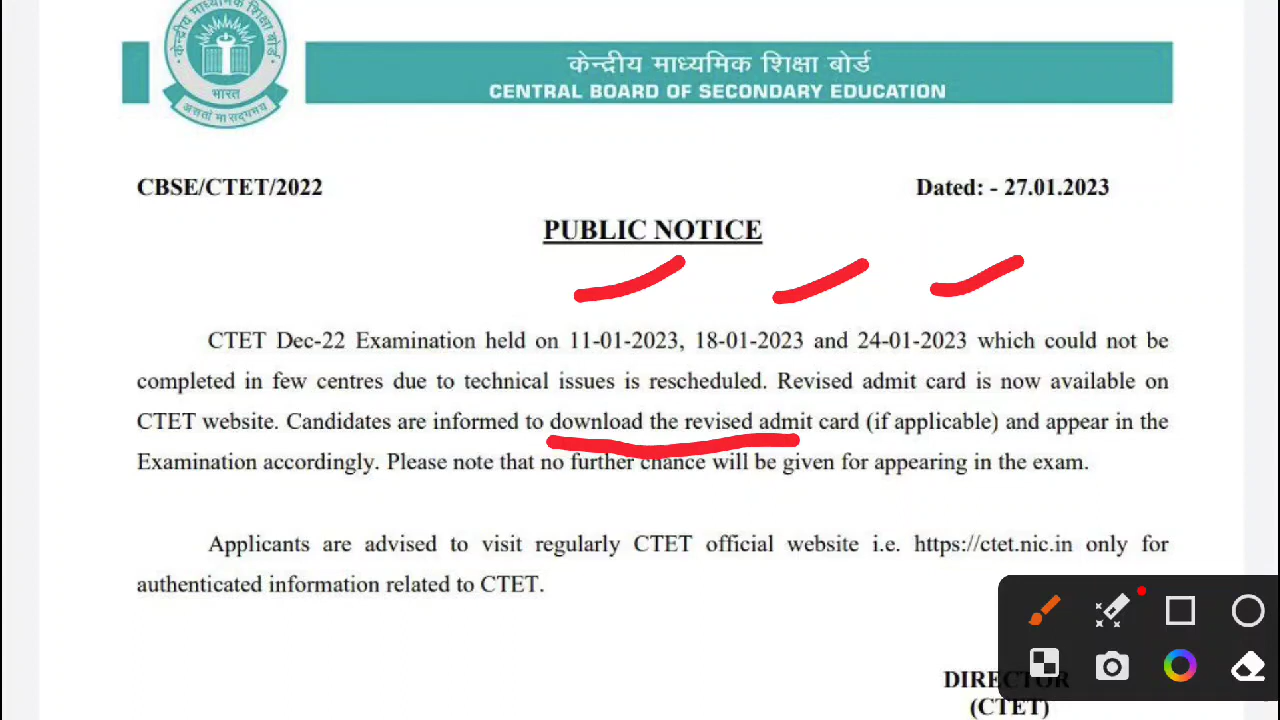 केन्द्रीय माध्यमिक शिक्षा बोर्ड
भारत
असतो मा सद्गमय
केन्द्रीय माध्यमिक शिक्षा बोर्ड
CENTRAL BOARD OF SECONDARY EDUCATION
CBSE/CTET/2022
Dated: - 27.01.2023
PUBLIC NOTICE
CTET Dec-22 Examination held on 11-01-2023, 18-01-2023 and 24-01-2023 which could not be
completed in few centres due to technical issues is rescheduled. Revised admit card is now available on
CTET website. Candidates are informed to download the revised admit card (if applicable) and appear in the
Examination accordingly. Please note that no further chance will be given for appearing in the exam.
Applicants are advised to visit regularly CTET official website i.e. https://ctet.nic.in only for
authenticated information related to CTET.
DIRECTOR
(CTET)